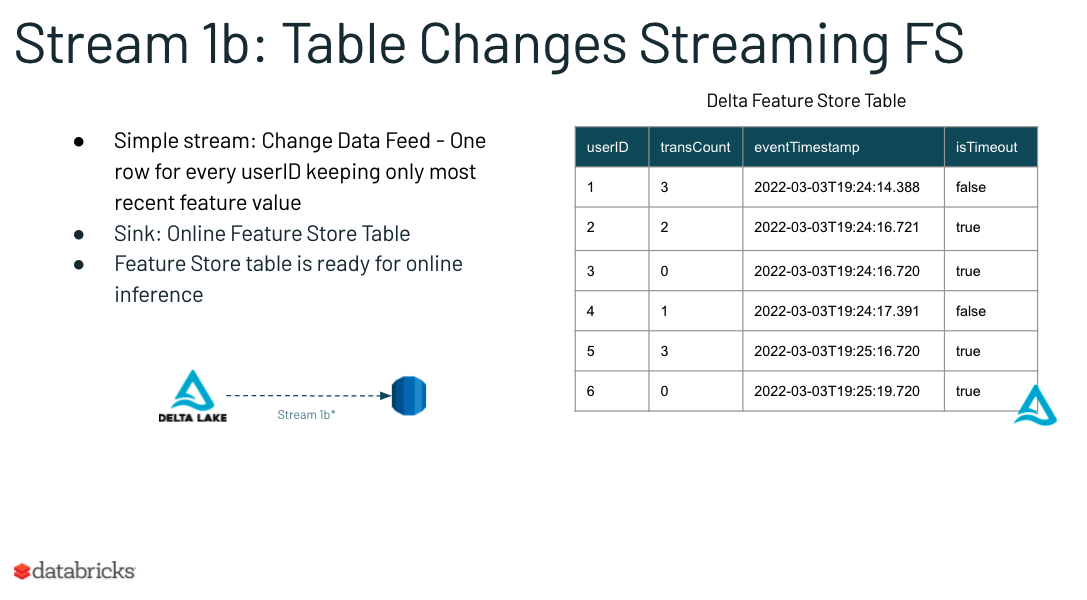 Stream 1b: Table Changes Streaming FS
● Simple stream: Change Data Feed - One
row for every userID keeping only most
recent feature value
● Sink: Online Feature Store Table
● Feature Store table is ready for online
inference
DELTA LAKE
Stream 1b*
Delta Feature Store Table
userID transCount eventTimestamp isTimeout
1 3 2022-03-03T19:24:14.388 false
2 2 2022-03-03T19:24:16.721 true
3 0 2022-03-03T19:24:16.720 true
4 1 2022-03-03T19:24:17.391 false
5 3 2022-03-03T19:25:16.720 true
6 0 2022-03-03T19:25:19.720 true
databricks